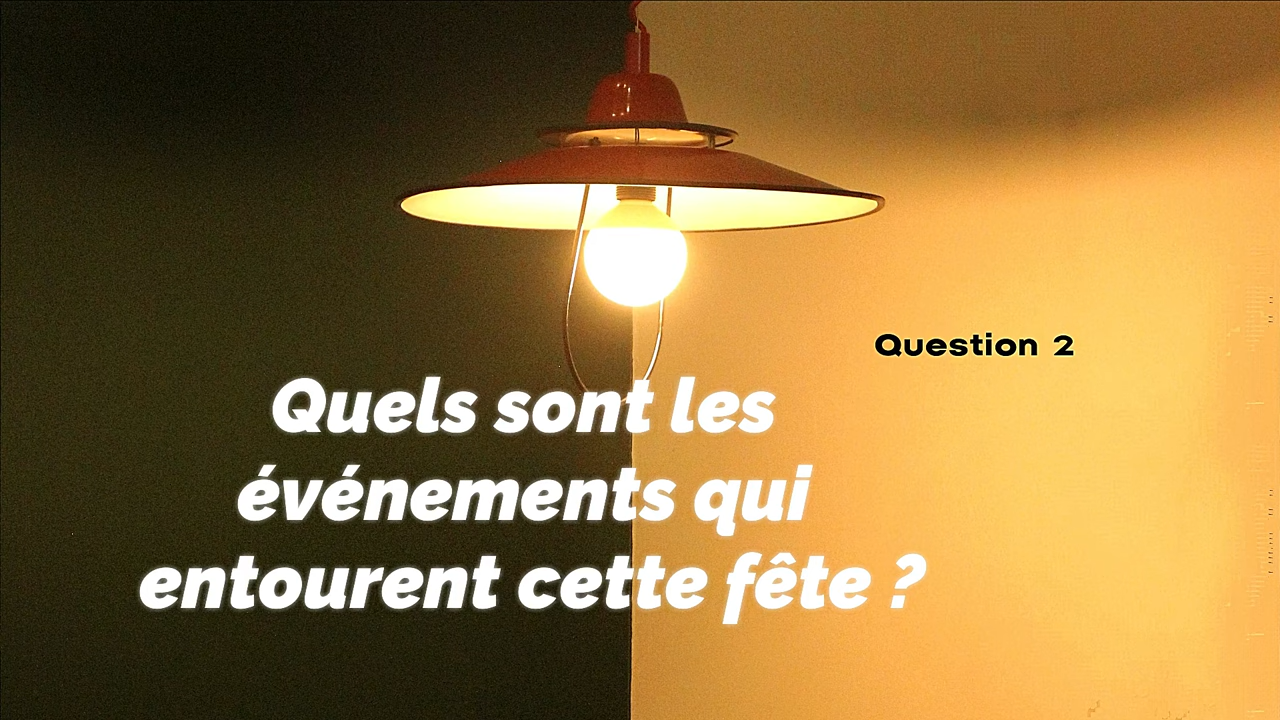 Question 2
Quels sont les
événements qui
entourent cette fête ?